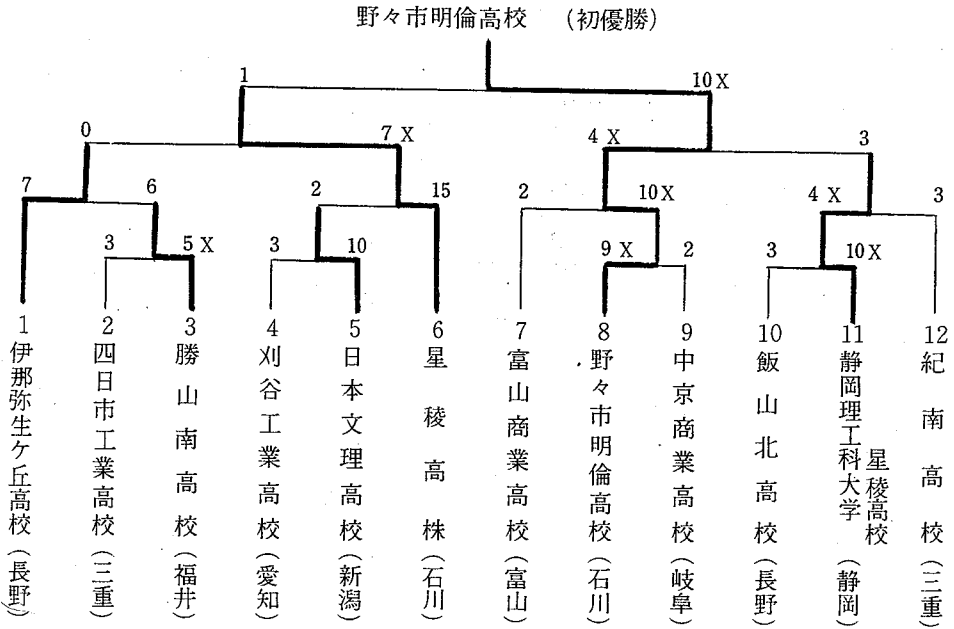 野々市明倫高校 (初優勝)
1 10X
0 7X 4X 3
7 6 2 15 2 10X 4X 3
3 5X 3 10 9X 2 3 10X
1 2 3 4 5 6 7 8 9 10 11 12
伊那弥生ケ丘高校(長野)
四日市工業高校(三重)
勝山南高校(福井)
刈谷工業高校(愛知)
日本文理高校(新潟)
星稜高株(石川)
富山商業高校(富山)
野々市明倫高校(石川)
中京商業高校(岐阜)
飯山北高校(長野)
静岡理工科大学
星稜高校
(静岡)
紀南高校(三重)